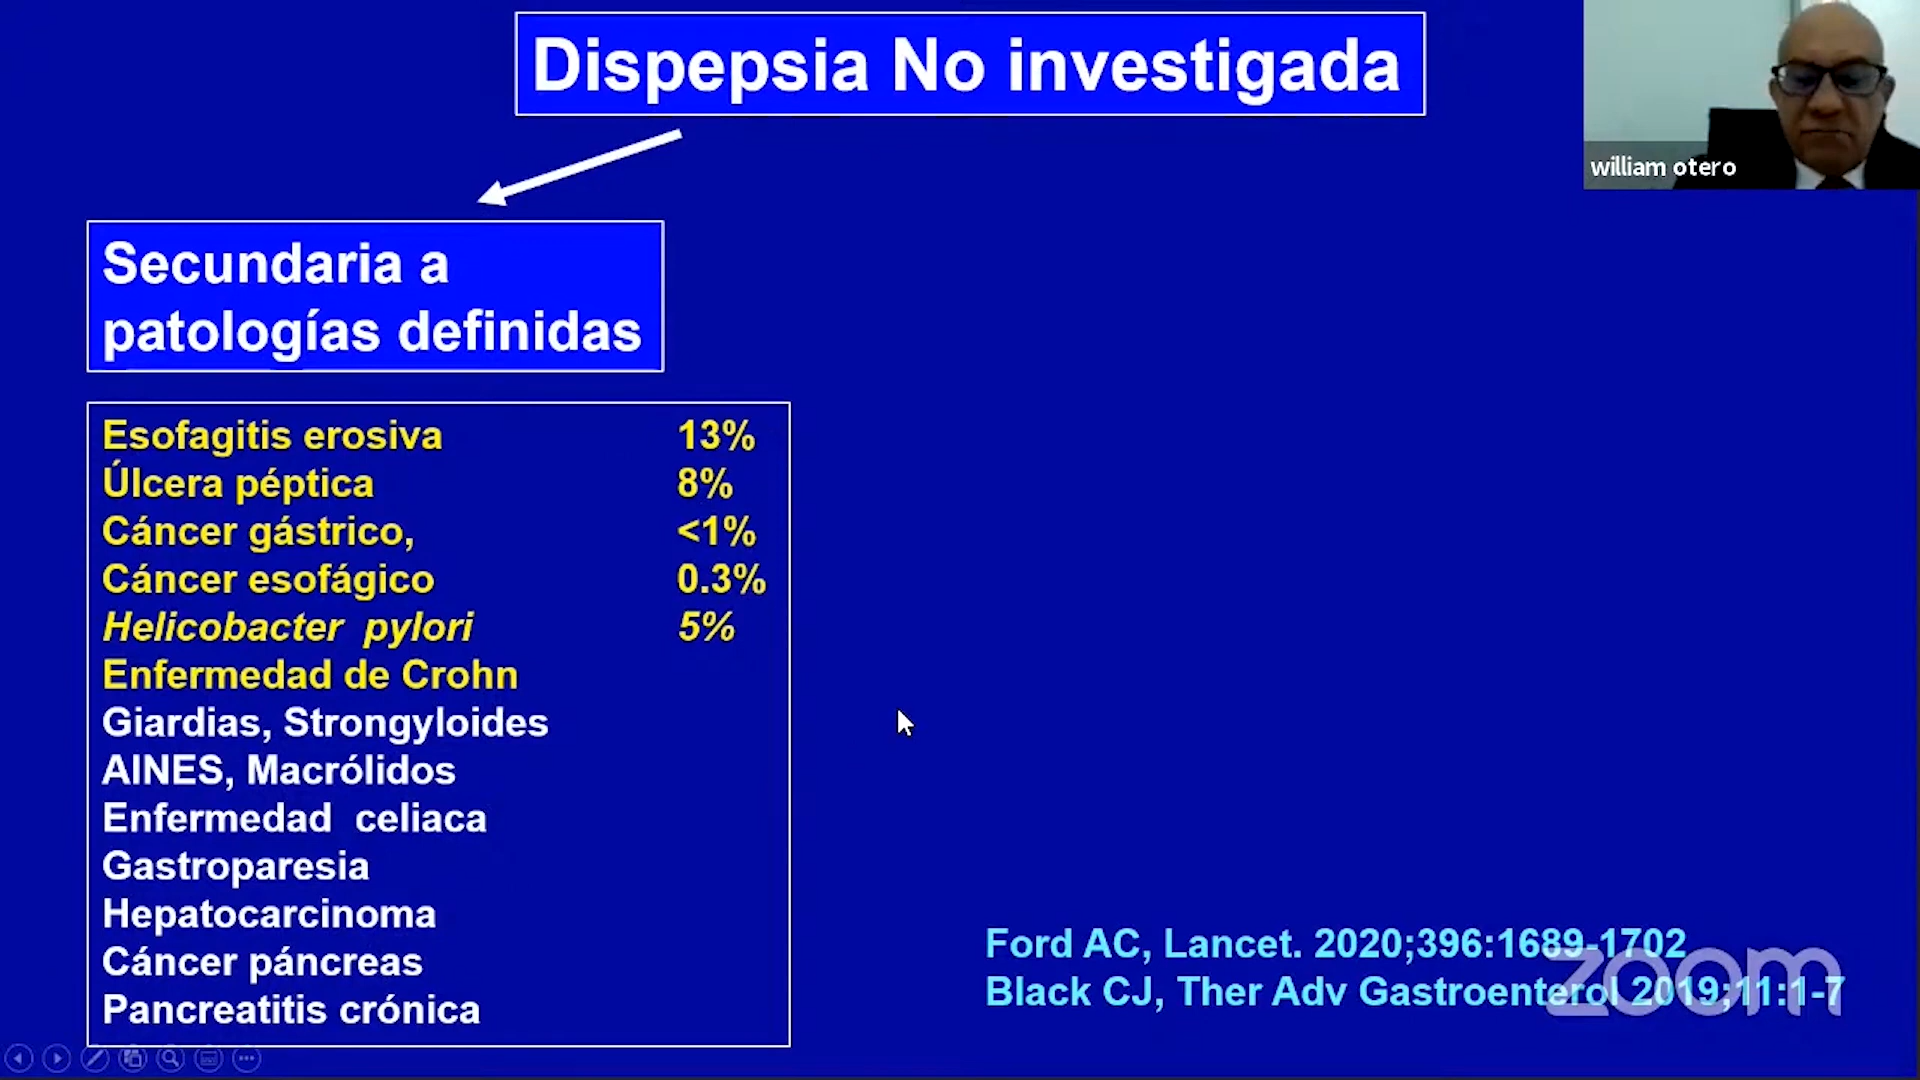 Dispepsia No investigada
william otero
Secundaria a
patologías definidas
Esofagitis erosiva 13%
Úlcera péptica 8%
Cáncer gástrico, <1%
Cáncer esofágico 0.3%
Helicobacter pylori 5%
Enfermedad de Crohn
Giardias, Strongyloides
AINES, Macrólidos
Enfermedad celiaca
Gastroparesia
Hepatocarcinoma
Cáncer páncreas
Pancreatitis crónica
Ford AC, Lancet. 2020;396:1689-1702
Black CJ, Ther Adv Gastroenterol 2019;11:1-7
zoom